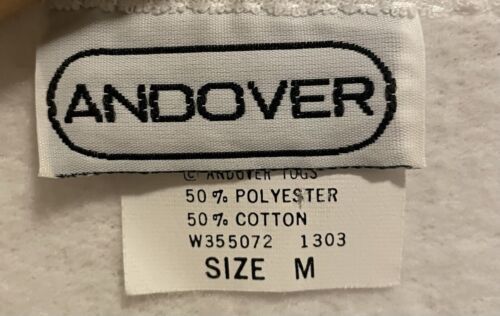 ANDOVER
© ANDOVER TOGS
50% POLYESTER
50% COTTON
W355072 1303
SIZE M